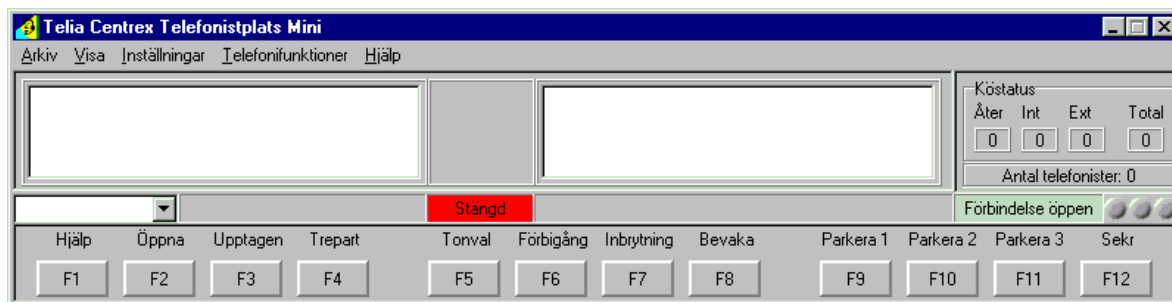 Telia Centrex Telefonistplats Mini
Arkiv Visa Inställningar Telefonifunktioner Hjälp
Köstatus
Åter Int Ext Total
0 0 0 0
Antal telefonister: 0
Stängd Förbindelse öppen
Hjälp Öppna Upptagen Trepart Tonval Förbigång Inbrytning Bevaka Parkera 1 Parkera 2 Parkera 3 Sekr
F1 F2 F3 F4 F5 F6 F7 F8 F9 F10 F11 F12